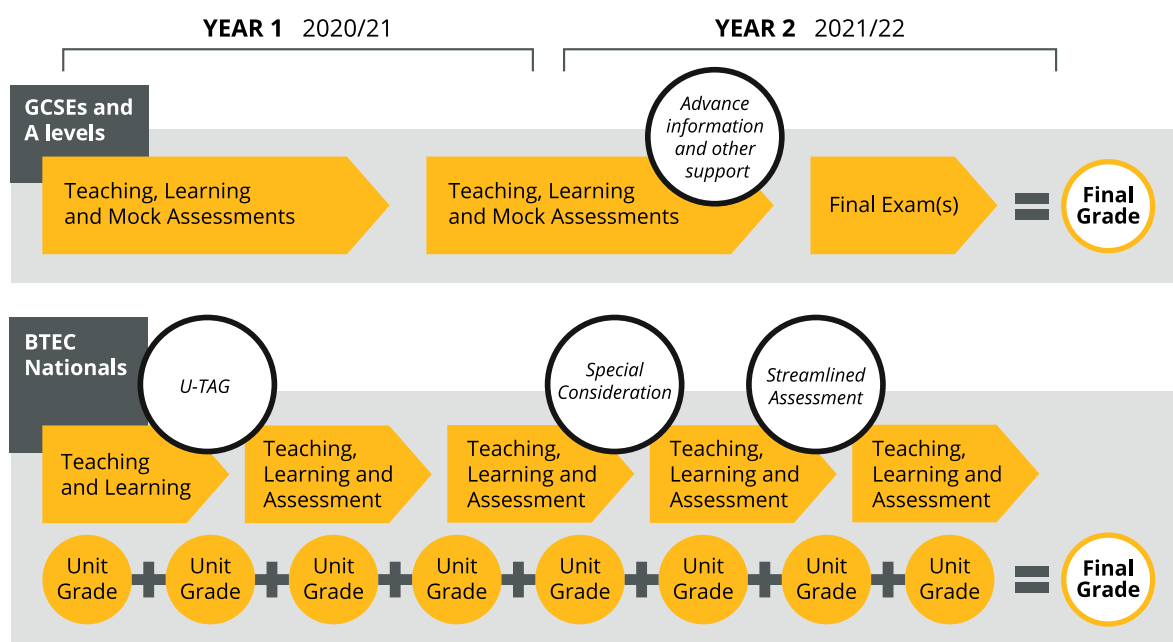 YEAR 1 2020/21
YEAR 2 2021/22
GCSEs and
A levels
Teaching, Learning
and Mock Assessments
Teaching, Learning
and Mock Assessments
Advance
information
and other
support
Final Exam(s)
=
Final
Grade
BTEC
Nationals
U-TAG
Special
Consideration
Streamlined
Assessment
Teaching
and Learning
Teaching,
Learning and
Assessment
Teaching,
Learning and
Assessment
Teaching,
Learning and
Assessment
Teaching,
Learning and
Assessment
Unit
Grade
+
Unit
Grade
+
Unit
Grade
+
Unit
Grade
+
Unit
Grade
+
Unit
Grade
+
Unit
Grade
+
Unit
Grade
=
Final
Grade